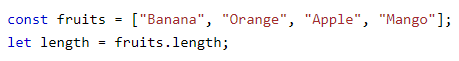 const fruits = ["Banana", "Orange", "Apple", "Mango"];
let length = fruits.length;